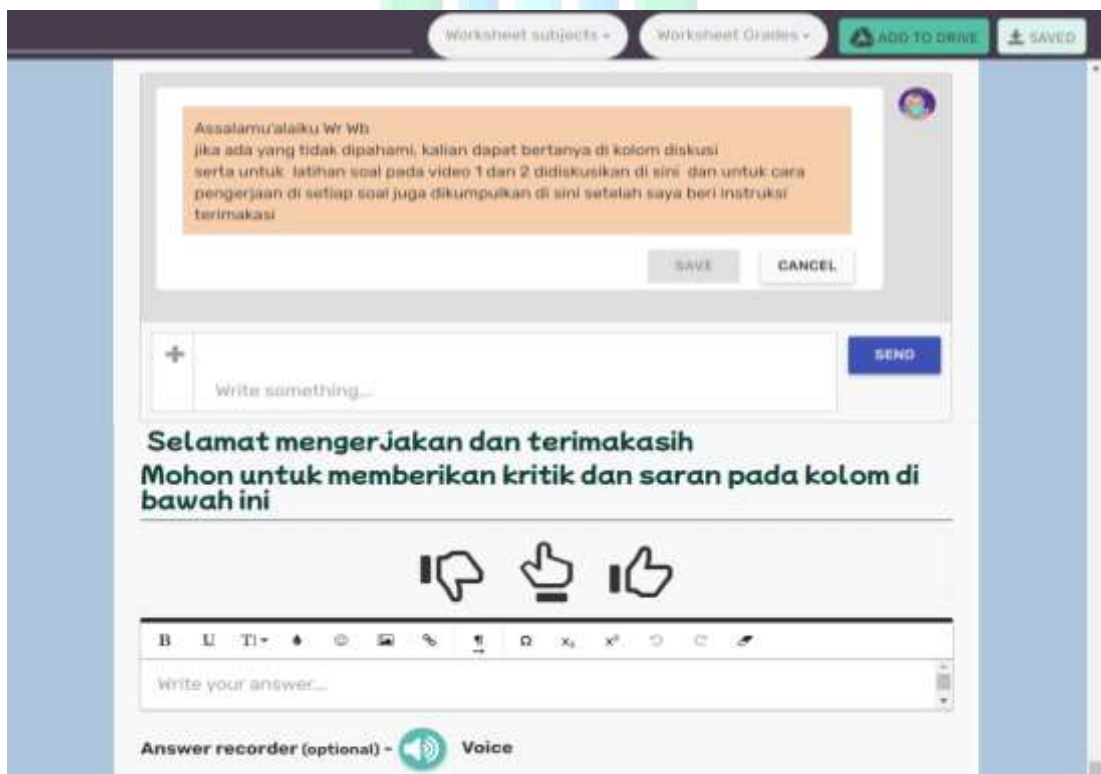 Worksheet subjects
Worksheet Grades
ADD TO DRIVE
SAVED
Assalamu'alaiku Wr Wb
jika ada yang tidak dipahami, kalian dapat bertanya di kolom diskusi
serta untuk latihan soal pada video 1 dan 2 didiskusikan di sini dan untuk cara
pengerjaan di setiap soal juga dikumpulkan di sini setelah saya beri instruksi
terimakasi
SAVE CANCEL
SEND
Write something...
Selamat mengerjakan dan terimakasih
Mohon untuk memberikan kritik dan saran pada kolom di
bawah ini
B U T! ¶ Ω x₂ x²
Write your answer...
Answer recorder (optional) - Voice